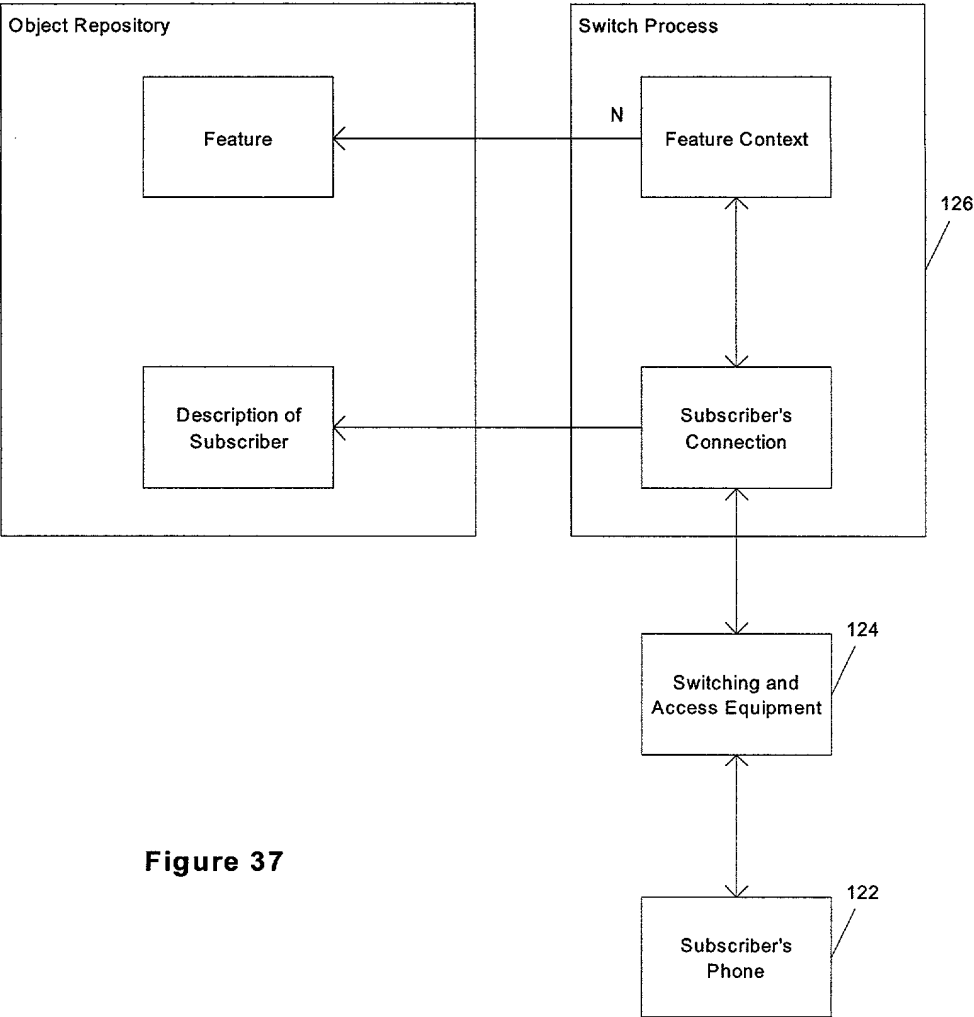 Object Repository
Switch Process
Feature
N
Feature Context
126
Description of
Subscriber
Subscriber's
Connection
124
Switching and
Access Equipment
Figure 37
122
Subscriber's
Phone